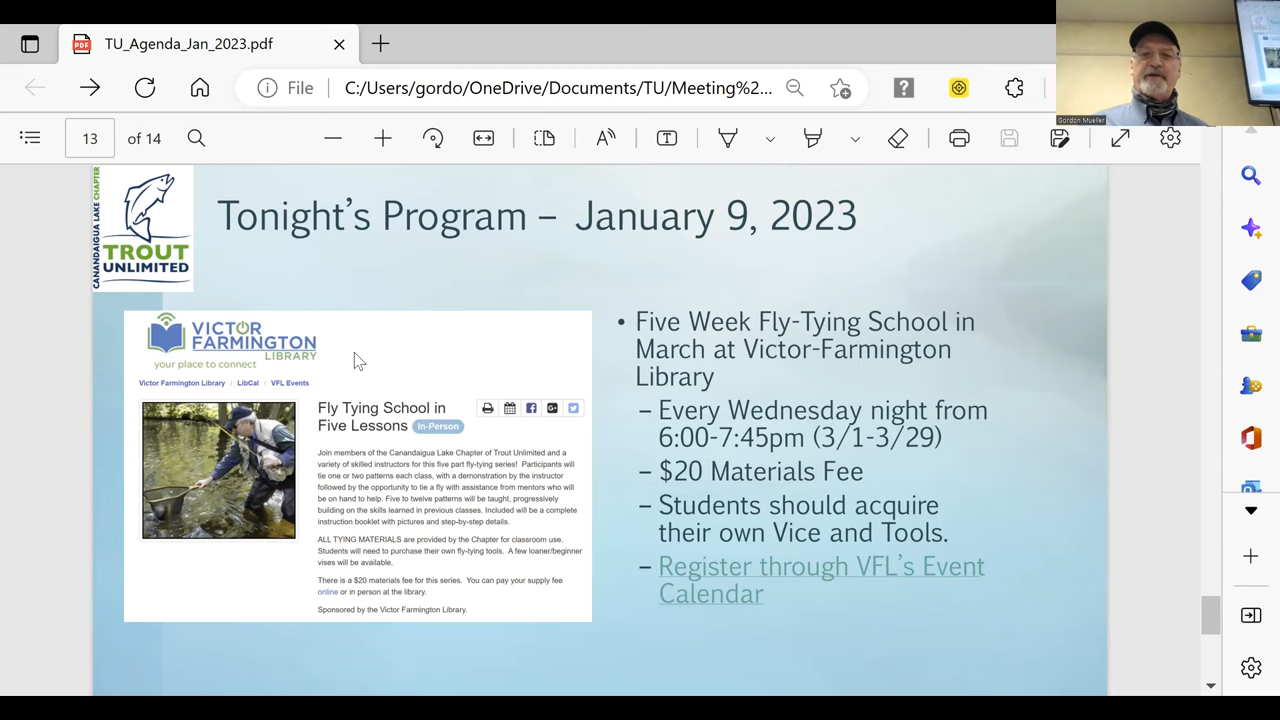 TU_Agenda_Jan_2023.pdf
File
C:/Users/gordo/OneDrive/Documents/TU/Meeting%2...
13
of 14
Gordon Mueller
CANANDAIGUA LAKE CHAPTER
TROUT
UNLIMITED
Tonight's Program – January 9, 2023
VICTOR
FARMINGTON
LIBRARY
your place to connect
Victor Farmington Library / LibCal / VFL Events
Fly Tying School in
Five Lessons In-Person
Join members of the Canandaigua Lake Chapter of Trout Unlimited and a
variety of skilled instructors for this five part fly-tying series! Participants will
tie one or two patterns each class, with a demonstration by the instructor
followed by the opportunity to tie a fly with assistance from mentors who will
be on hand to help. Five to twelve patterns will be taught, progressively
building on the skills learned in previous classes. Included will be a complete
instruction booklet with pictures and step-by-step details.
ALL TYING MATERIALS are provided by the Chapter for classroom use.
Students will need to purchase their own fly-tying tools. A few loaner/beginner
vises will be available.
There is a $20 materials fee for this series. You can pay your supply fee
online or in person at the library.
Sponsored by the Victor Farmington Library.
• Five Week Fly-Tying School in
March at Victor-Farmington
Library
– Every Wednesday night from
6:00-7:45pm (3/1-3/29)
– $20 Materials Fee
– Students should acquire
their own Vice and Tools.
– Register through VFL's Event
Calendar